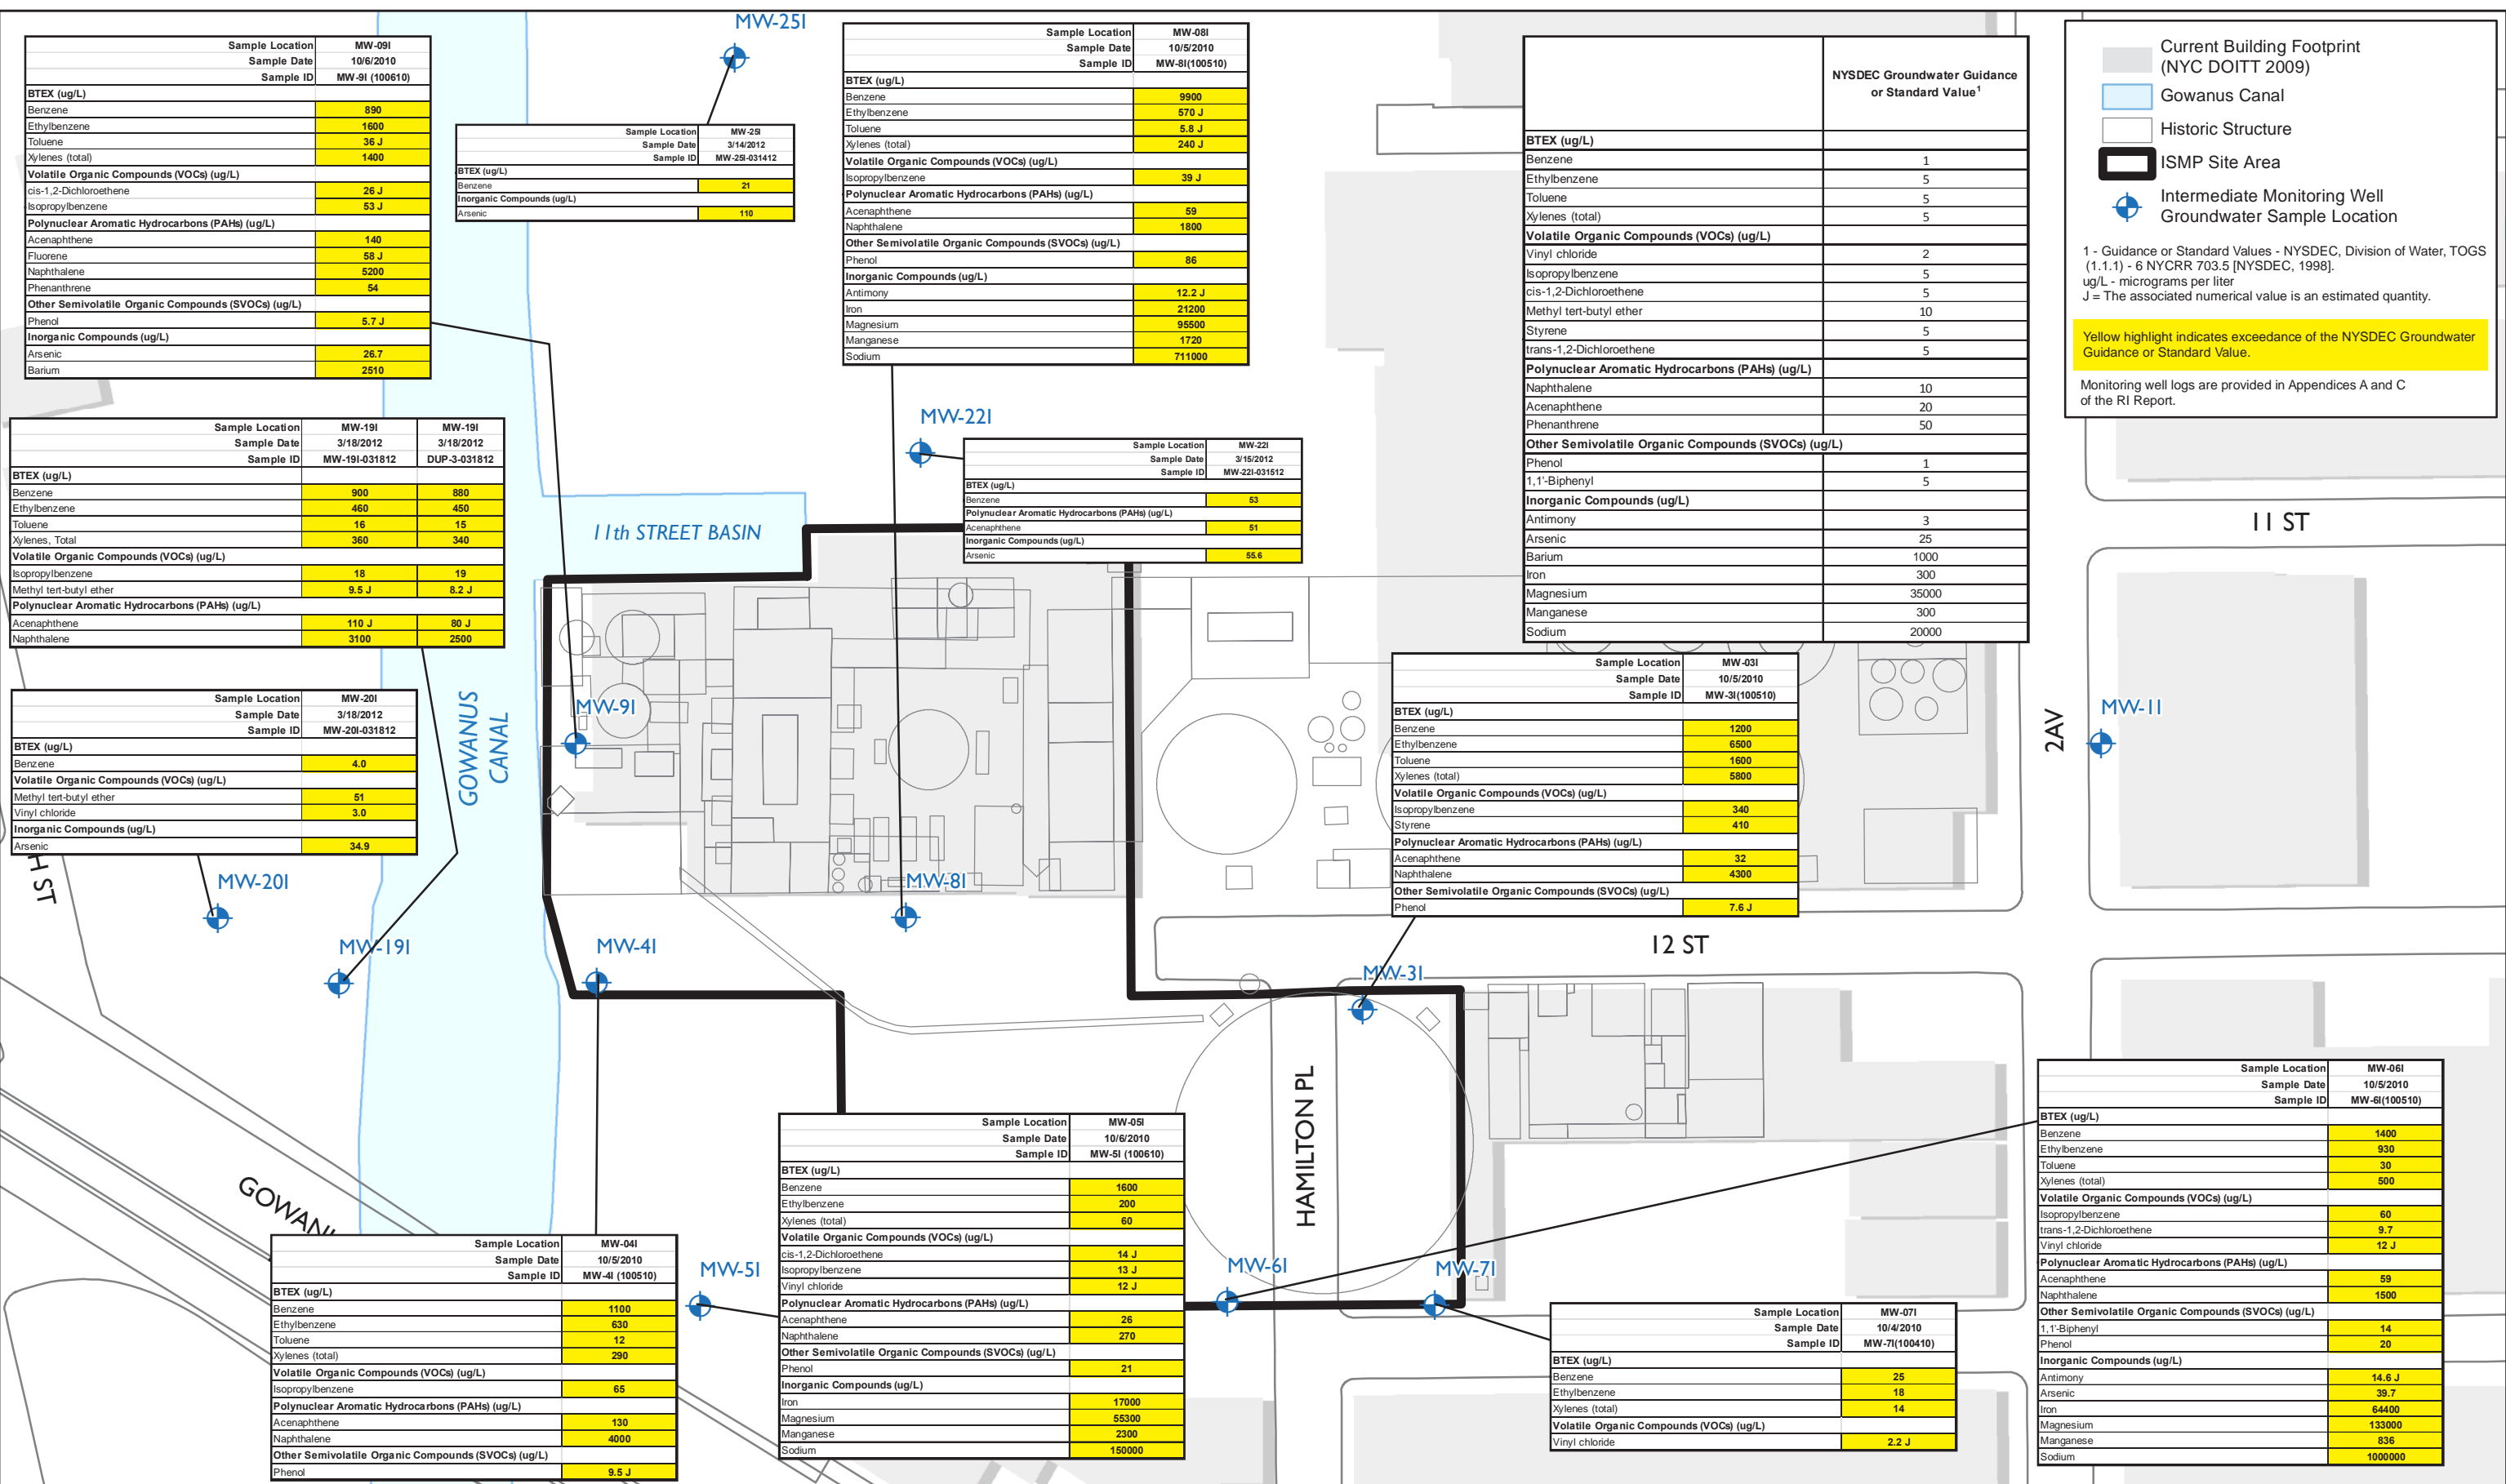 MW-25I
Sample Location MW-09I
Sample Date 10/6/2010
Sample ID MW-9I (100610)
BTEX (ug/L)
Benzene 890
Ethylbenzene 1600
Toluene 36 J
Xylenes (total) 1400
Volatile Organic Compounds (VOCs) (ug/L)
cis-1,2-Dichloroethene 26 J
Isopropylbenzene 53 J
Polynuclear Aromatic Hydrocarbons (PAHs) (ug/L)
Acenaphthene 140
Fluorene 58 J
Naphthalene 5200
Phenanthrene 54
Other Semivolatile Organic Compounds (SVOCs) (ug/L)
Phenol 5.7 J
Inorganic Compounds (ug/L)
Arsenic 26.7
Barium 2510
Sample Location MW-25I
Sample Date 3/14/2012
Sample ID MW-25I-031412
BTEX (ug/L)
Benzene 21
Inorganic Compounds (ug/L)
Arsenic 110
Sample Location MW-08I
Sample Date 10/5/2010
Sample ID MW-8I(100510)
BTEX (ug/L)
Benzene 9900
Ethylbenzene 570 J
Toluene 5.8 J
Xylenes (total) 240 J
Volatile Organic Compounds (VOCs) (ug/L)
Isopropylbenzene 39 J
Polynuclear Aromatic Hydrocarbons (PAHs) (ug/L)
Acenaphthene 59
Naphthalene 1800
Other Semivolatile Organic Compounds (SVOCs) (ug/L)
Phenol 86
Inorganic Compounds (ug/L)
Antimony 12.2 J
Iron 21200
Magnesium 95500
Manganese 1720
Sodium 711000
NYSDEC Groundwater Guidance
or Standard Value1
BTEX (ug/L)
Benzene 1
Ethylbenzene 5
Toluene 5
Xylenes (total) 5
Volatile Organic Compounds (VOCs) (ug/L)
Vinyl chloride 2
Isopropylbenzene 5
cis-1,2-Dichloroethene 5
Methyl tert-butyl ether 10
Styrene 5
trans-1,2-Dichloroethene 5
Polynuclear Aromatic Hydrocarbons (PAHs) (ug/L)
Naphthalene 10
Acenaphthene 20
Phenanthrene 50
Other Semivolatile Organic Compounds (SVOCs) (ug/L)
Phenol 1
1,1'-Biphenyl 5
Inorganic Compounds (ug/L)
Antimony 3
Arsenic 25
Barium 1000
Iron 300
Magnesium 35000
Manganese 300
Sodium 20000
Current Building Footprint
(NYC DOITT 2009)
Gowanus Canal
Historic Structure
ISMP Site Area
Intermediate Monitoring Well
Groundwater Sample Location
1 - Guidance or Standard Values - NYSDEC, Division of Water, TOGS
(1.1.1) - 6 NYCRR 703.5 [NYSDEC, 1998].
ug/L - micrograms per liter
J = The associated numerical value is an estimated quantity.
Yellow highlight indicates exceedance of the NYSDEC Groundwater
Guidance or Standard Value.
Monitoring well logs are provided in Appendices A and C
of the RI Report.
Sample Location MW-19I MW-19I
Sample Date 3/18/2012 3/18/2012
Sample ID MW-19I-031812 DUP-3-031812
BTEX (ug/L)
Benzene 900 880
Ethylbenzene 460 450
Toluene 16 15
Xylenes, Total 360 340
Volatile Organic Compounds (VOCs) (ug/L)
Isopropylbenzene 18 19
Methyl tert-butyl ether 9.5 J 8.2 J
Polynuclear Aromatic Hydrocarbons (PAHs) (ug/L)
Acenaphthene 110 J 80 J
Naphthalene 3100 2500
MW-22I
Sample Location MW-22I
Sample Date 3/15/2012
Sample ID MW-22I-031512
BTEX (ug/L)
Benzene 53
Polynuclear Aromatic Hydrocarbons (PAHs) (ug/L)
Acenaphthene 51
Inorganic Compounds (ug/L)
Arsenic 55.6
11th STREET BASIN
11 ST
Sample Location MW-20I
Sample Date 3/18/2012
Sample ID MW-20I-031812
BTEX (ug/L)
Benzene 4.0
Volatile Organic Compounds (VOCs) (ug/L)
Methyl tert-butyl ether 51
Vinyl chloride 3.0
Inorganic Compounds (ug/L)
Arsenic 34.9
GOWANUS
CANAL
MW-9I
Sample Location MW-03I
Sample Date 10/5/2010
Sample ID MW-3I(100510)
BTEX (ug/L)
Benzene 1200
Ethylbenzene 6500
Toluene 1600
Xylenes (total) 5800
Volatile Organic Compounds (VOCs) (ug/L)
Isopropylbenzene 340
Styrene 410
Polynuclear Aromatic Hydrocarbons (PAHs) (ug/L)
Acenaphthene 32
Naphthalene 4300
Other Semivolatile Organic Compounds (SVOCs) (ug/L)
Phenol 7.6 J
2AV
MW-1I
H ST
MW-20I
MW-8I
MW-19I
MW-4I
12 ST
MW-3I
HAMILTON PL
GOWANU
Sample Location MW-04I
Sample Date 10/5/2010
Sample ID MW-4I (100510)
BTEX (ug/L)
Benzene 1100
Ethylbenzene 630
Toluene 12
Xylenes (total) 290
Volatile Organic Compounds (VOCs) (ug/L)
Isopropylbenzene 65
Polynuclear Aromatic Hydrocarbons (PAHs) (ug/L)
Acenaphthene 130
Naphthalene 4000
Other Semivolatile Organic Compounds (SVOCs) (ug/L)
Phenol 9.5 J
MW-5I
Sample Location MW-05I
Sample Date 10/6/2010
Sample ID MW-5I (100610)
BTEX (ug/L)
Benzene 1600
Ethylbenzene 200
Xylenes (total) 60
Volatile Organic Compounds (VOCs) (ug/L)
cis-1,2-Dichloroethene 14 J
Isopropylbenzene 13 J
Vinyl chloride 12 J
Polynuclear Aromatic Hydrocarbons (PAHs) (ug/L)
Acenaphthene 26
Naphthalene 270
Other Semivolatile Organic Compounds (SVOCs) (ug/L)
Phenol 21
Inorganic Compounds (ug/L)
Iron 17000
Magnesium 55300
Manganese 2300
Sodium 150000
MW-6I
MW-7I
Sample Location MW-07I
Sample Date 10/4/2010
Sample ID MW-7I(100410)
BTEX (ug/L)
Benzene 25
Ethylbenzene 18
Xylenes (total) 14
Volatile Organic Compounds (VOCs) (ug/L)
Vinyl chloride 2.2 J
Sample Location MW-06I
Sample Date 10/5/2010
Sample ID MW-6I(100510)
BTEX (ug/L)
Benzene 1400
Ethylbenzene 930
Toluene 30
Xylenes (total) 500
Volatile Organic Compounds (VOCs) (ug/L)
Isopropylbenzene 60
trans-1,2-Dichloroethene 9.7
Vinyl chloride 12 J
Polynuclear Aromatic Hydrocarbons (PAHs) (ug/L)
Acenaphthene 59
Naphthalene 1500
Other Semivolatile Organic Compounds (SVOCs) (ug/L)
1,1'-Biphenyl 14
Phenol 20
Inorganic Compounds (ug/L)
Antimony 14.6 J
Arsenic 39.7
Iron 64400
Magnesium 133000
Manganese 836
Sodium 1000000